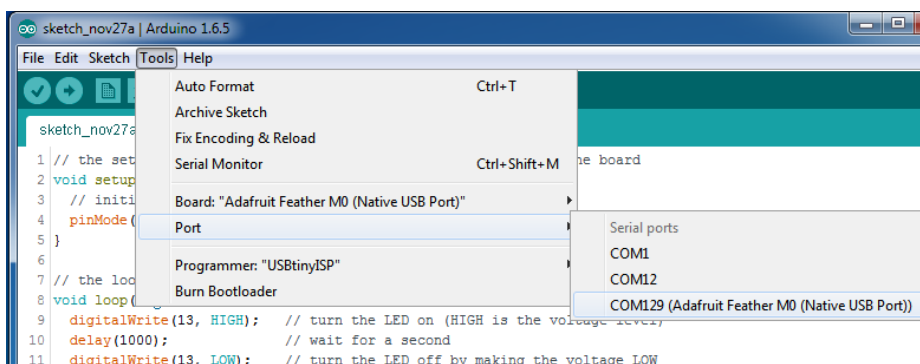 sketch_nov27a | Arduino 1.6.5
File Edit Sketch Tools Help
Auto Format Ctrl+T
Archive Sketch
sketch_nov27a
Fix Encoding & Reload
1 // the set he board
Serial Monitor Ctrl+Shift+M
2 void setup
3 // initi
Board: "Adafruit Feather M0 (Native USB Port)"
4 pinMode(
Port
Serial ports
5 }
COM1
6
Programmer: "USBtinyISP"
7 // the loo
COM12
Burn Bootloader
8 void loop(
COM129 (Adafruit Feather M0 (Native USB Port))
9 digitalWrite(13, HIGH); // turn the LED on (HIGH is the voltage level)
10 delay(1000); // wait for a second
11 digitalWrite(13, LOW); // turn the LED off by making the voltage LOW